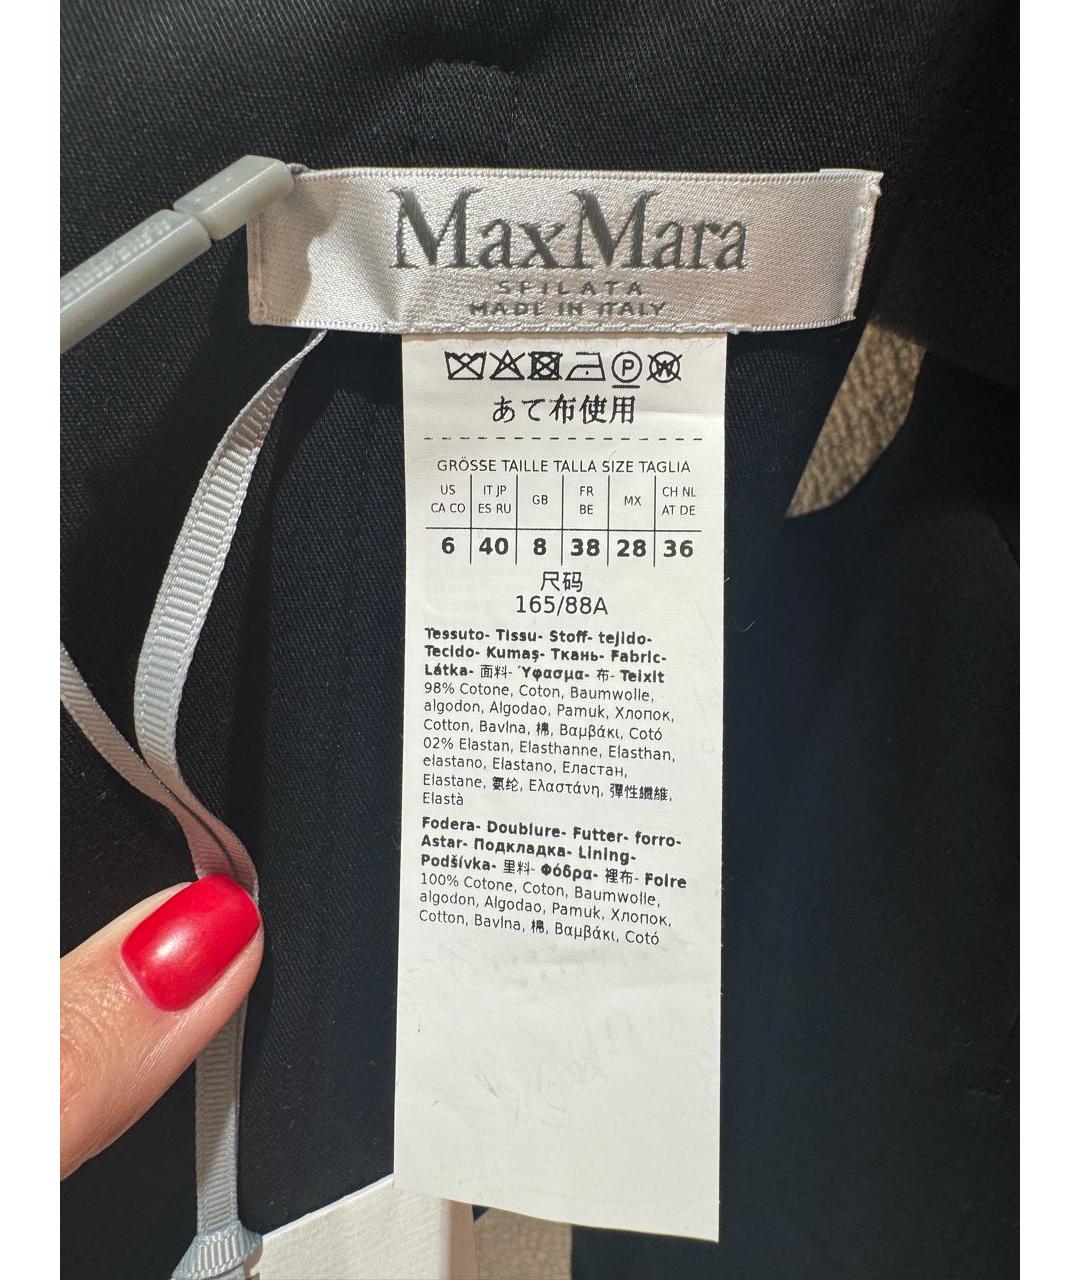 MaxMara
SFILATA
MADE IN ITALY
P W
あて布使用
GRÖSSE TAILLE TALLA SIZE TAGLIA
US CA CO IT JP ES RU GB FR BE MX CH NL AT DE
6 40 8 38 28 36
尺码
165/88A
Tessuto- Tissu- Stoff- tejido-
Tecido- Kumaş- Ткань- Fabric-
Látka- 面料- Ύφασμα- 布- Teixit
98% Cotone, Coton, Baumwolle,
algodon, Algodao, Pamuk, Хлопок,
Cotton, Bavlna, 棉, Βαμβάκι, Cotó
02% Elastan, Elasthanne, Elasthan,
elastano, Elastano, Еластан,
Elastane, 氨纶, Ελαστάνη, 彈性纖維,
Elastà
Fodera- Doublure- Futter- forro-
Astar- Подкладка- Lining-
Podšívka- 里料- Φόδρα- 裡布- Folre
100% Cotone, Coton, Baumwolle,
algodon, Algodao, Pamuk, Хлопок,
Cotton, Bavlna, 棉, Βαμβάκι, Cotó